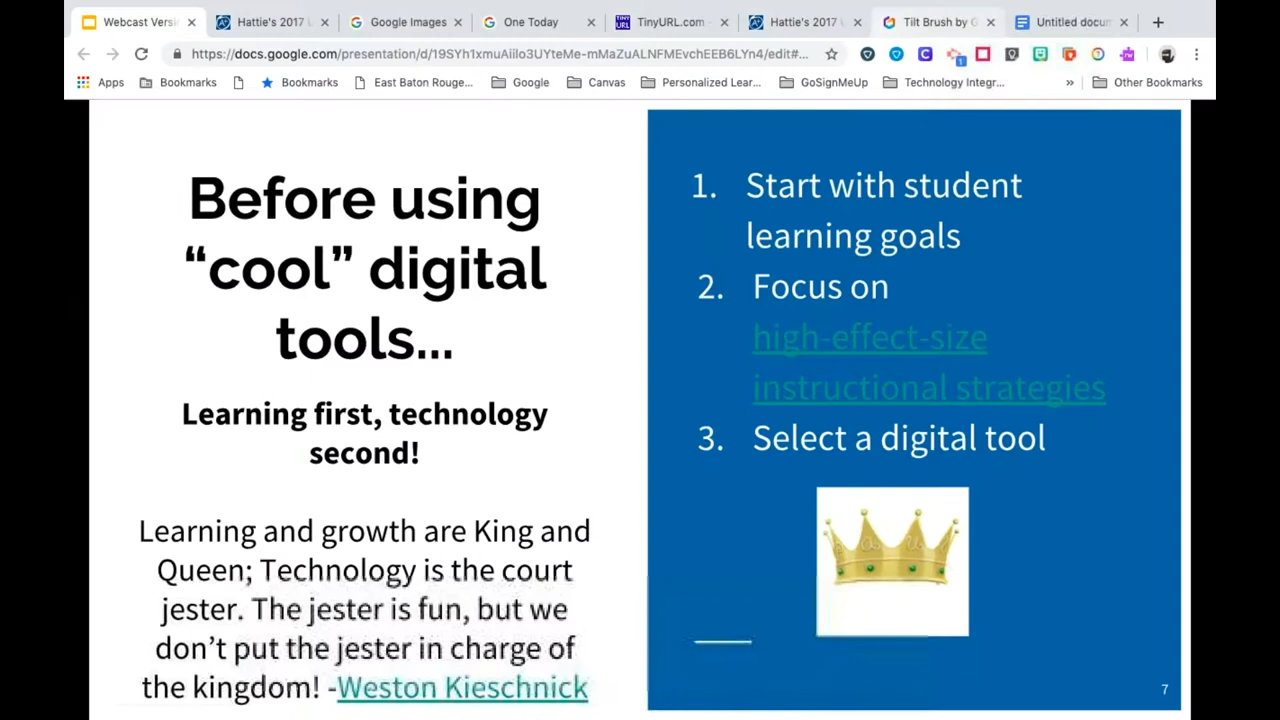 Webcast Versi
Hattie's 2017 U
Google Images
One Today
TINY URL
TinyURL.com -
Hattie's 2017 U
Tilt Brush by G
Untitled docum
https://docs.google.com/presentation/d/19SYh1xmuAiilo3UYteMe-mMaZuALNFMEvchEEB6LYn4/edit#...
Apps
Bookmarks
Bookmarks
East Baton Rouge...
Google
Canvas
Personalized Lear...
GoSignMeUp
Technology Integr...
»
Other Bookmarks
Before using
“cool” digital
tools...
Learning first, technology
second!
Learning and growth are King and
Queen; Technology is the court
jester. The jester is fun, but we
don’t put the jester in charge of
the kingdom! -Weston Kieschnick
1. Start with student
learning goals
2. Focus on
high-effect-size
instructional strategies
3. Select a digital tool
7